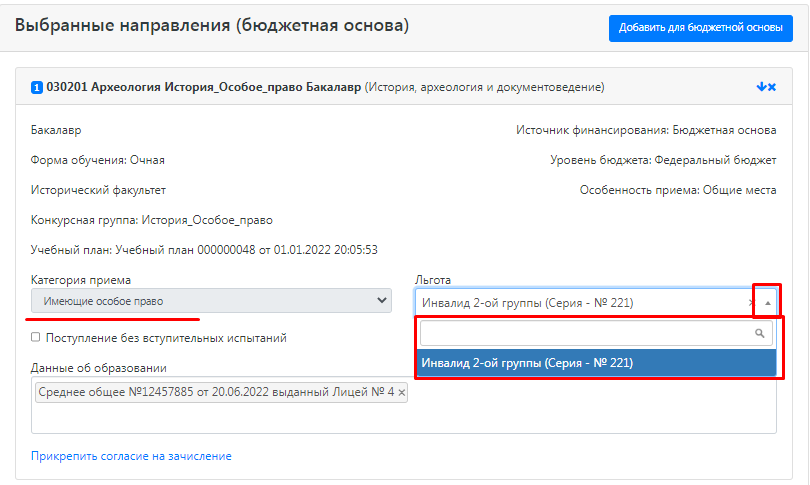 Выбранные направления (бюджетная основа)
Добавить для бюджетной основы
1 030201 Археология История_Особое_право Бакалавр (История, археология и документоведение)
Бакалавр
Источник финансирования: Бюджетная основа
Форма обучения: Очная
Уровень бюджета: Федеральный бюджет
Исторический факультет
Особенность приема: Общие места
Конкурсная группа: История_Особое_право
Учебный план: Учебный план 000000048 от 01.01.2022 20:05:53
Категория приема
Льгота
Имеющие особое право
Инвалид 2-ой группы (Серия - № 221)
Поступление без вступительных испытаний
Инвалид 2-ой группы (Серия - № 221)
Данные об образовании
Среднее общее №12457885 от 20.06.2022 выданный Лицей № 4 ×
Прикрепить согласие на зачисление